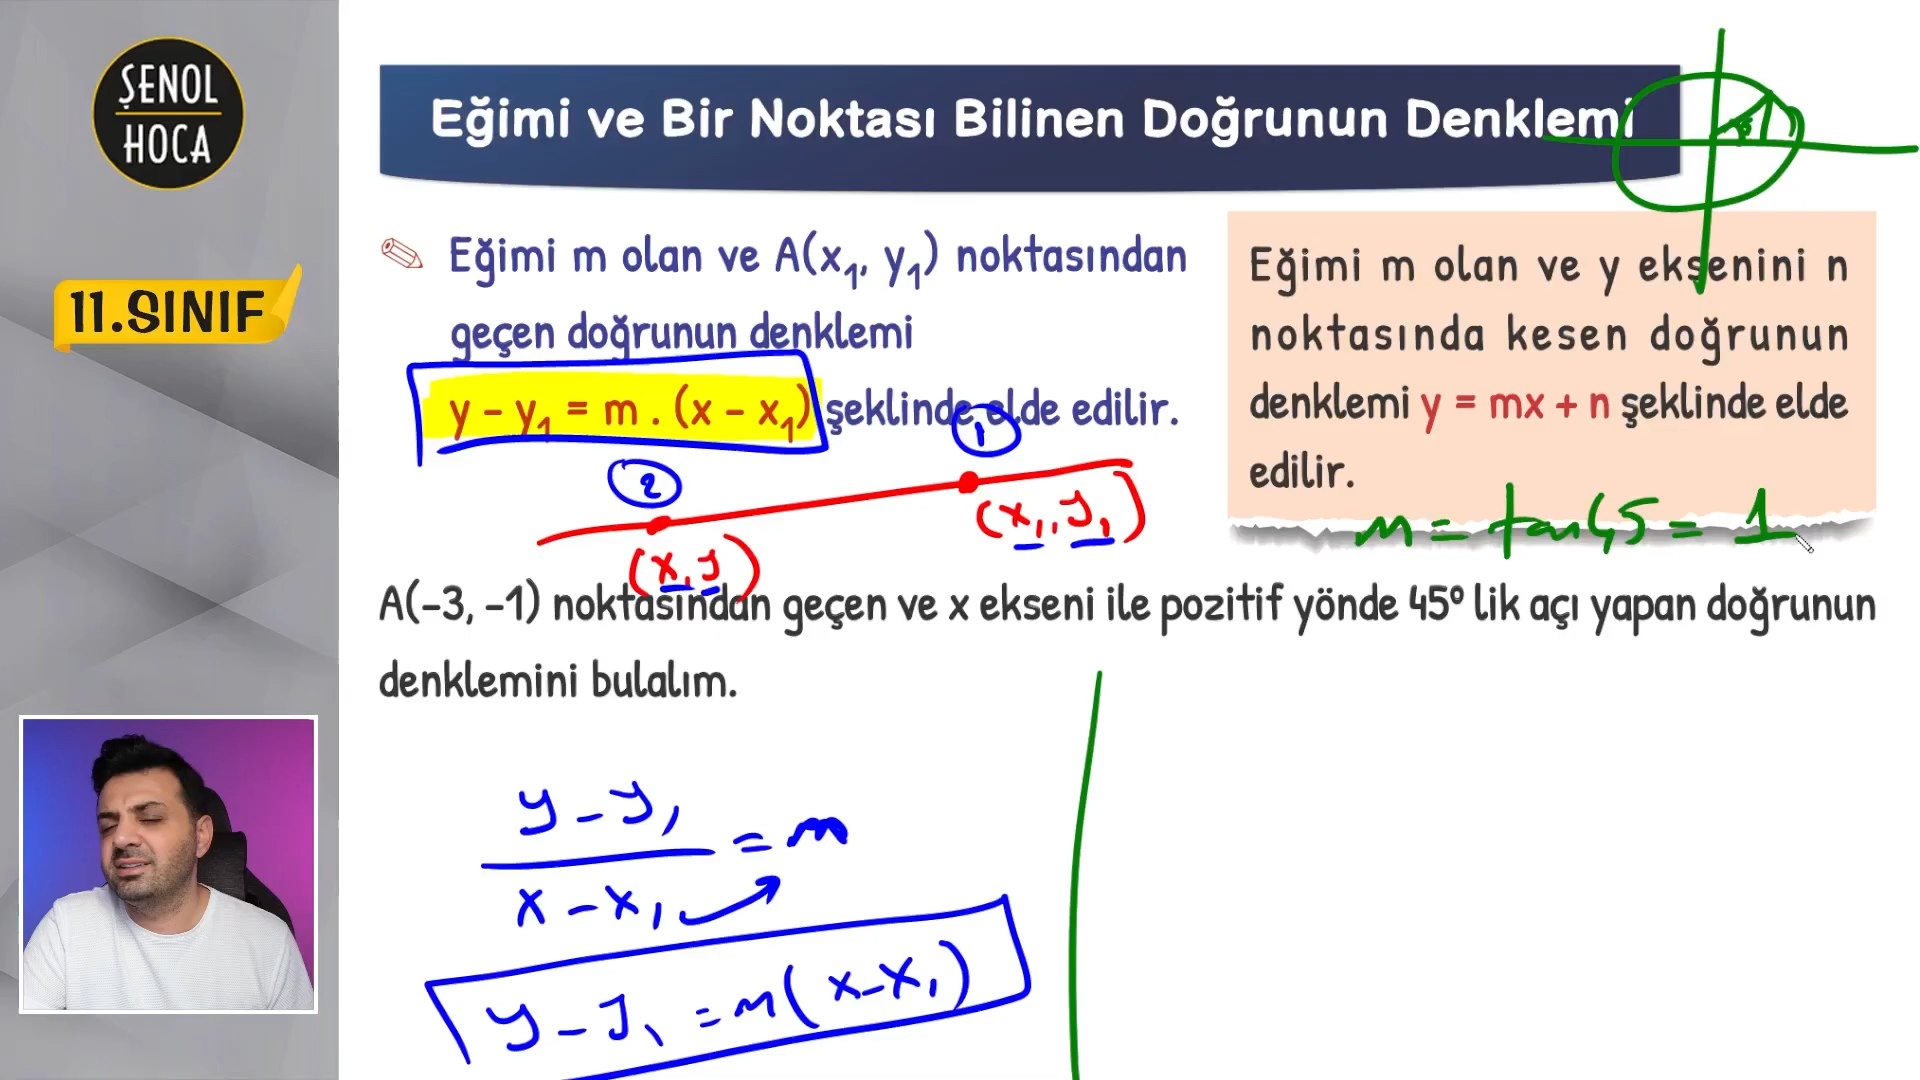 ŞENOL
HOCA
11.SINIF
Eğimi ve Bir Noktası Bilinen Doğrunun Denklemi
Eğimi m olan ve A(x₁, y₁) noktasından
geçen doğrunun denklemi
y – y₁ = m . (x – x₁) şeklinde elde edilir.
Eğimi m olan ve y eksenini n
noktasında kesen doğrunun
denklemi y = mx + n şeklinde elde
edilir.
1
2
(x₁, y₁)
(x, y)
m = tan45 = 1
A(–3, –1) noktasından geçen ve x ekseni ile pozitif yönde 45° lik açı yapan doğrunun
denklemini bulalım.
y – y₁
= m
x – x₁
y – y₁ = m(x – x₁)